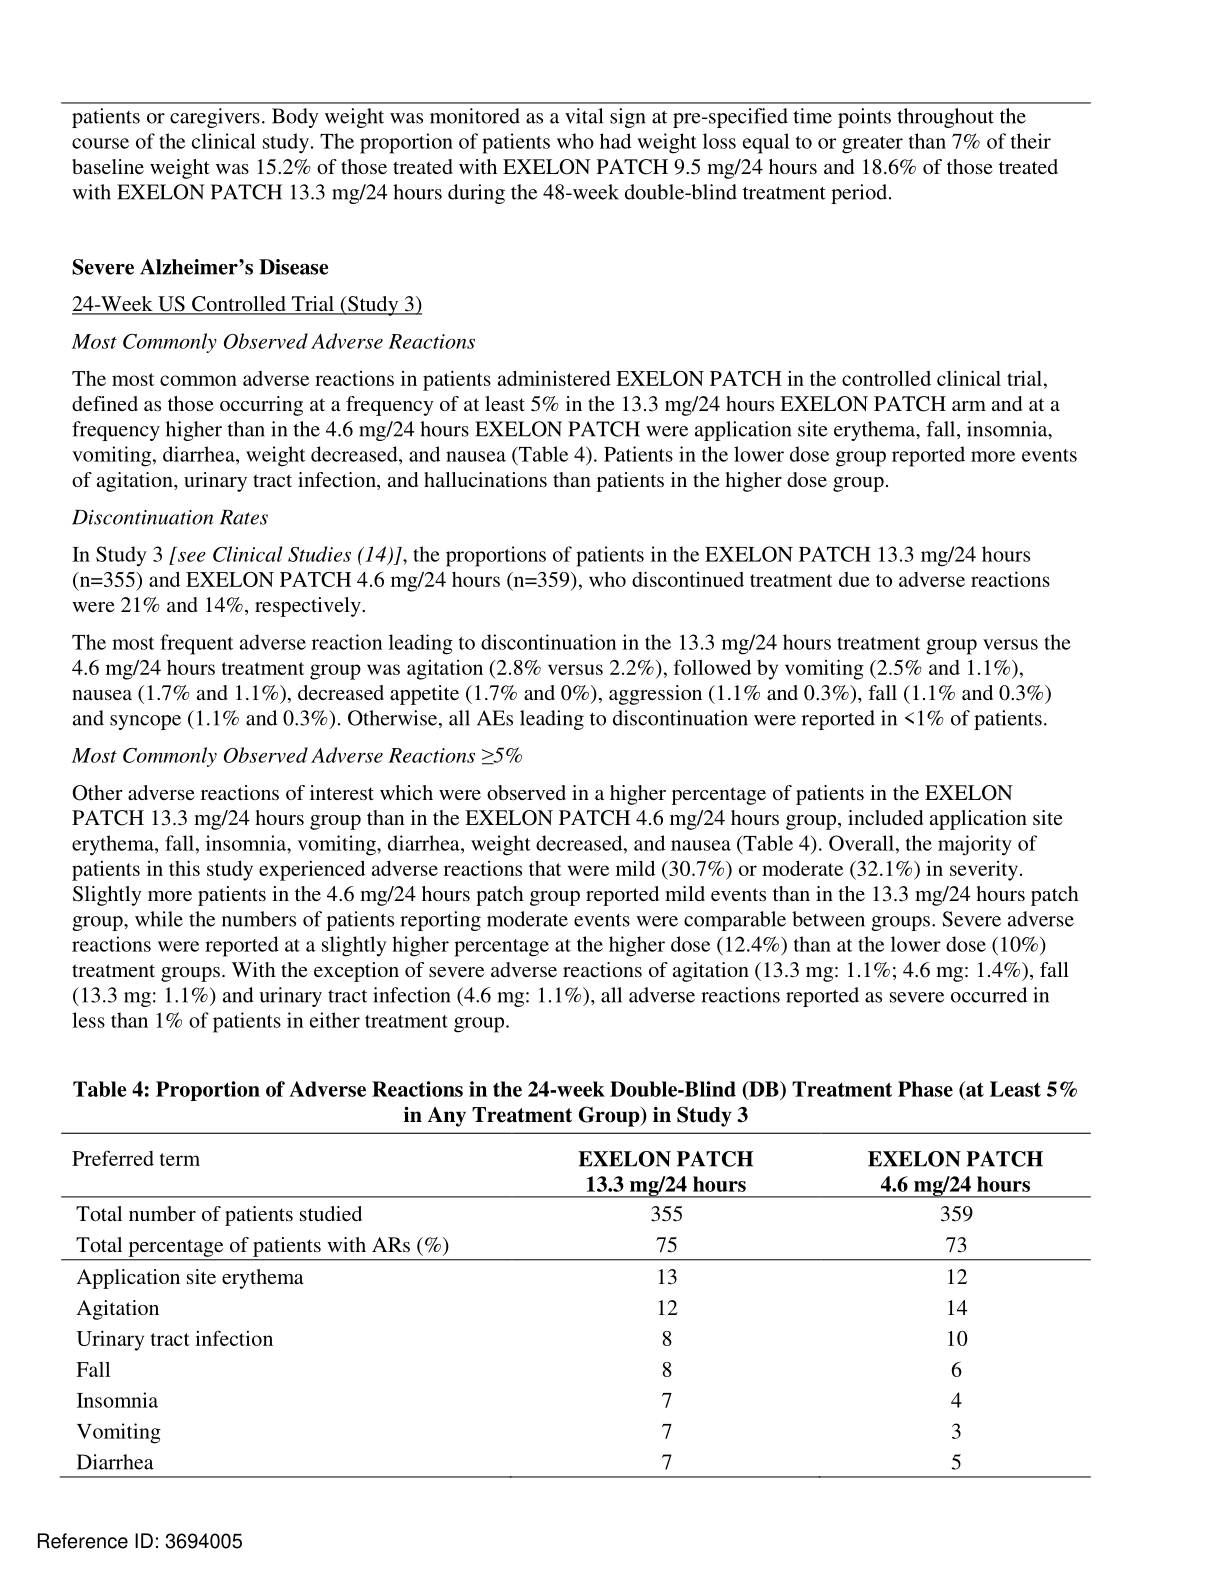 patients or caregivers. Body weight was monitored as a vital sign at pre-specified time points throughout the
course of the clinical study. The proportion of patients who had weight loss equal to or greater than 7% of their
baseline weight was 15.2% of those treated with EXELON PATCH 9.5 mg/24 hours and 18.6% of those treated
with EXELON PATCH 13.3 mg/24 hours during the 48-week double-blind treatment period.
Severe Alzheimer's Disease
24-Week US Controlled Trial (Study 3)
Most Commonly Observed Adverse Reactions
The most common adverse reactions in patients administered EXELON PATCH in the controlled clinical trial,
defined as those occurring at a frequency of at least 5% in the 13.3 mg/24 hours EXELON PATCH arm and at a
frequency higher than in the 4.6 mg/24 hours EXELON PATCH were application site erythema, fall, insomnia,
vomiting, diarrhea, weight decreased, and nausea (Table 4). Patients in the lower dose group reported more events
of agitation, urinary tract infection, and hallucinations than patients in the higher dose group.
Discontinuation Rates
In Study 3 [see Clinical Studies (14)], the proportions of patients in the EXELON PATCH 13.3 mg/24 hours
(n=355) and EXELON PATCH 4.6 mg/24 hours (n=359), who discontinued treatment due to adverse reactions
were 21% and 14%, respectively.
The most frequent adverse reaction leading to discontinuation in the 13.3 mg/24 hours treatment group versus the
4.6 mg/24 hours treatment group was agitation (2.8% versus 2.2%), followed by vomiting (2.5% and 1.1%),
nausea (1.7% and 1.1%), decreased appetite (1.7% and 0%), aggression (1.1% and 0.3%), fall (1.1% and 0.3%)
and syncope (1.1% and 0.3%). Otherwise, all AEs leading to discontinuation were reported in <1% of patients.
Most Commonly Observed Adverse Reactions ≥5%
Other adverse reactions of interest which were observed in a higher percentage of patients in the EXELON
PATCH 13.3 mg/24 hours group than in the EXELON PATCH 4.6 mg/24 hours group, included application site
erythema, fall, insomnia, vomiting, diarrhea, weight decreased, and nausea (Table 4). Overall, the majority of
patients in this study experienced adverse reactions that were mild (30.7%) or moderate (32.1%) in severity.
Slightly more patients in the 4.6 mg/24 hours patch group reported mild events than in the 13.3 mg/24 hours patch
group, while the numbers of patients reporting moderate events were comparable between groups. Severe adverse
reactions were reported at a slightly higher percentage at the higher dose (12.4%) than at the lower dose (10%)
treatment groups. With the exception of severe adverse reactions of agitation (13.3 mg: 1.1%; 4.6 mg: 1.4%), fall
(13.3 mg: 1.1%) and urinary tract infection (4.6 mg: 1.1%), all adverse reactions reported as severe occurred in
less than 1% of patients in either treatment group.
Table 4: Proportion of Adverse Reactions in the 24-week Double-Blind (DB) Treatment Phase (at Least 5%
in Any Treatment Group) in Study 3
Preferred term EXELON PATCH EXELON PATCH
13.3 mg/24 hours 4.6 mg/24 hours
Total number of patients studied 355 359
Total percentage of patients with ARs (%) 75 73
Application site erythema 13 12
Agitation 12 14
Urinary tract infection 8 10
Fall 8 6
Insomnia 7 4
Vomiting 7 3
Diarrhea 7 5
Reference ID: 3694005